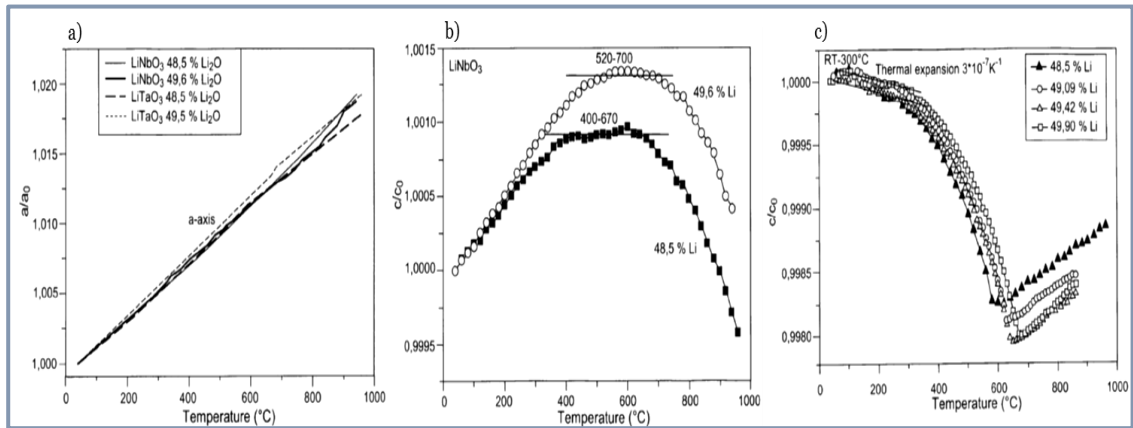 a)
LiNbO₃ 48,5 % Li₂O
LiNbO₃ 49,6 % Li₂O
LiTaO₃ 48,5 % Li₂O
LiTaO₃ 49,5 % Li₂O
1,020
1,015
1,010
1,005
1,000
a/a₀
a-axis
0 200 400 600 800 1000
Temperature (°C)
b)
1,0015
1,0010
1,0005
1,0000
0,9995
c/c₀
LiNbO₃
520-700
49,6 % Li
400-670
48,5 % Li
0 200 400 600 800 1000
Temperature (°C)
c)
RT-300°C
Thermal expansion 3*10⁻⁷K⁻¹
48,5 % Li
49,09 % Li
49,42 % Li
49,90 % Li
1,0000
0,9995
0,9990
0,9985
0,9980
c/c₀
0 200 400 600 800 1000
Temperature (°C)